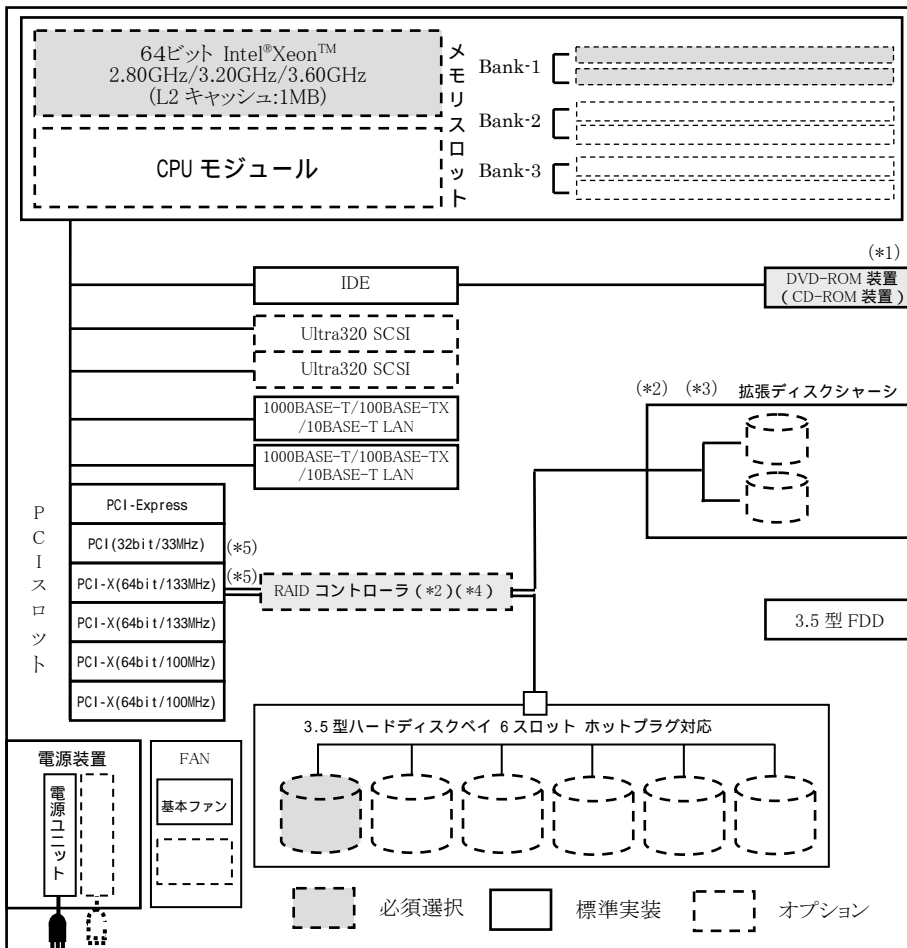 64ビット Intel®Xeon™
2.80GHz/3.20GHz/3.60GHz
(L2 キャッシュ:1MB)
CPU モジュール
メモリスロット
Bank-1
Bank-2
Bank-3
(*1)
IDE
DVD-ROM 装置
( CD-ROM 装置 )
Ultra320 SCSI
Ultra320 SCSI
1000BASE-T/100BASE-TX
/10BASE-T LAN
1000BASE-T/100BASE-TX
/10BASE-T LAN
(*2) (*3) 拡張ディスクシャーシ
PCIスロット
PCI-Express
PCI(32bit/33MHz) (*5)
PCI-X(64bit/133MHz) (*5)
PCI-X(64bit/133MHz)
PCI-X(64bit/100MHz)
PCI-X(64bit/100MHz)
RAID コントローラ (*2)(*4)
3.5 型 FDD
3.5 型ハードディスクベイ 6 スロット ホットプラグ対応
電源装置
電源ユニット
FAN
基本ファン
必須選択
標準実装
オプション